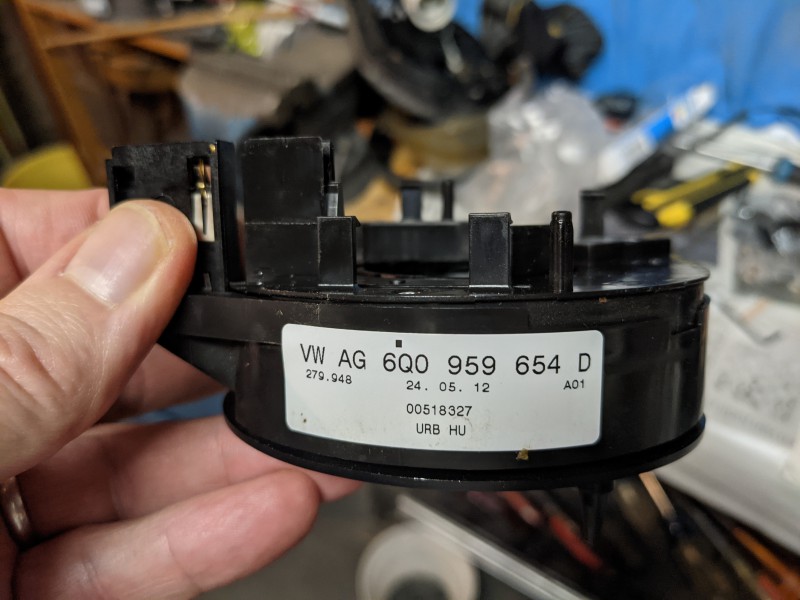 VW AG 6Q0 959 654 D
279.948 24. 05. 12 A01
00518327
URB HU